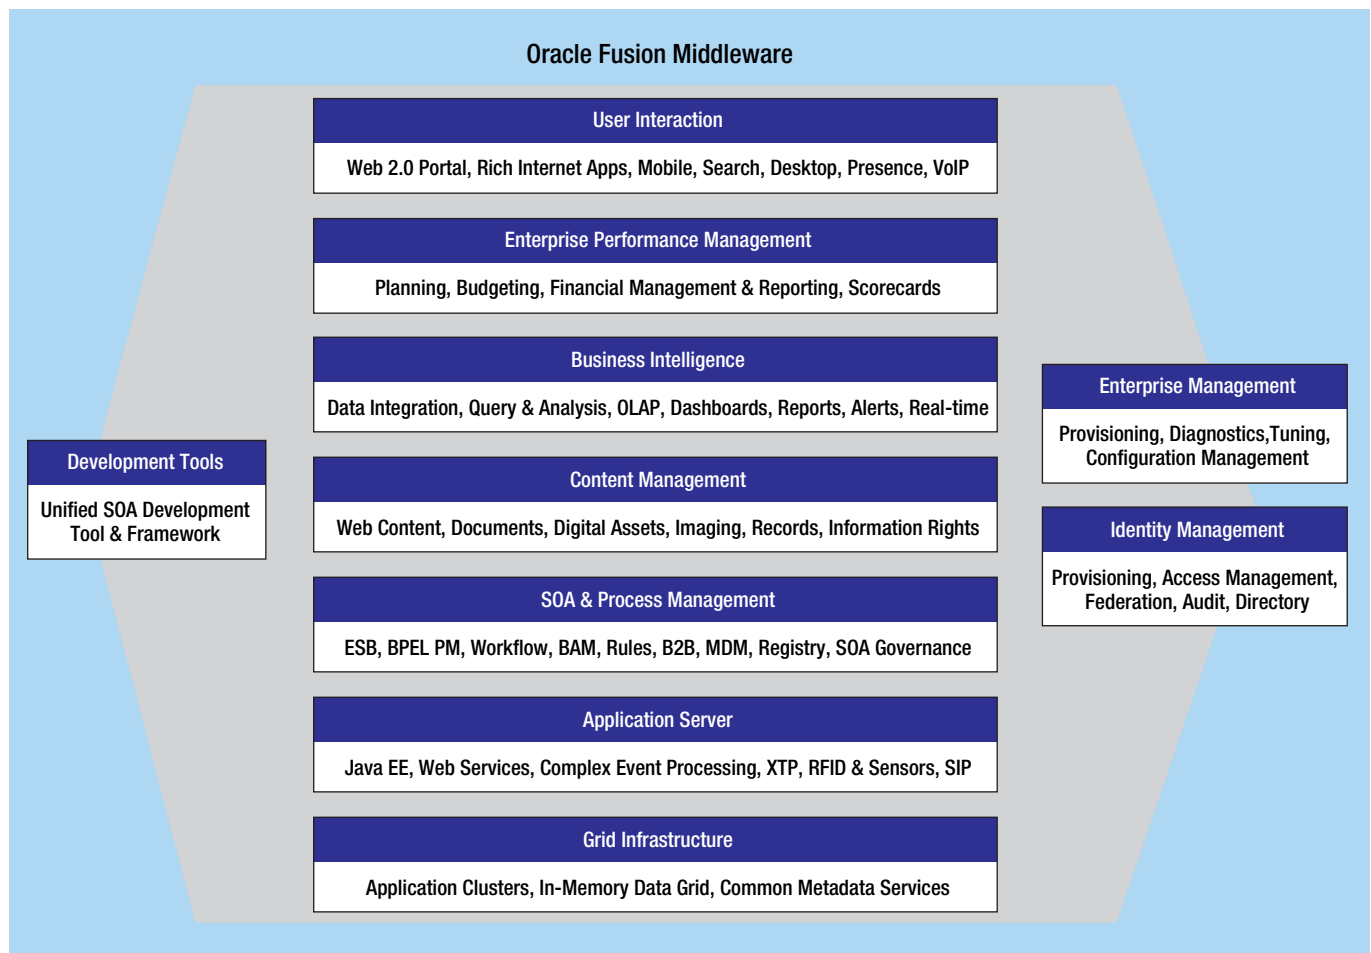 Oracle Fusion Middleware
User Interaction
Web 2.0 Portal, Rich Internet Apps, Mobile, Search, Desktop, Presence, VoIP
Enterprise Performance Management
Planning, Budgeting, Financial Management & Reporting, Scorecards
Business Intelligence
Data Integration, Query & Analysis, OLAP, Dashboards, Reports, Alerts, Real-time
Content Management
Web Content, Documents, Digital Assets, Imaging, Records, Information Rights
SOA & Process Management
ESB, BPEL PM, Workflow, BAM, Rules, B2B, MDM, Registry, SOA Governance
Application Server
Java EE, Web Services, Complex Event Processing, XTP, RFID & Sensors, SIP
Grid Infrastructure
Application Clusters, In-Memory Data Grid, Common Metadata Services
Development Tools
Unified SOA Development
Tool & Framework
Enterprise Management
Provisioning, Diagnostics,Tuning,
Configuration Management
Identity Management
Provisioning, Access Management,
Federation, Audit, Directory